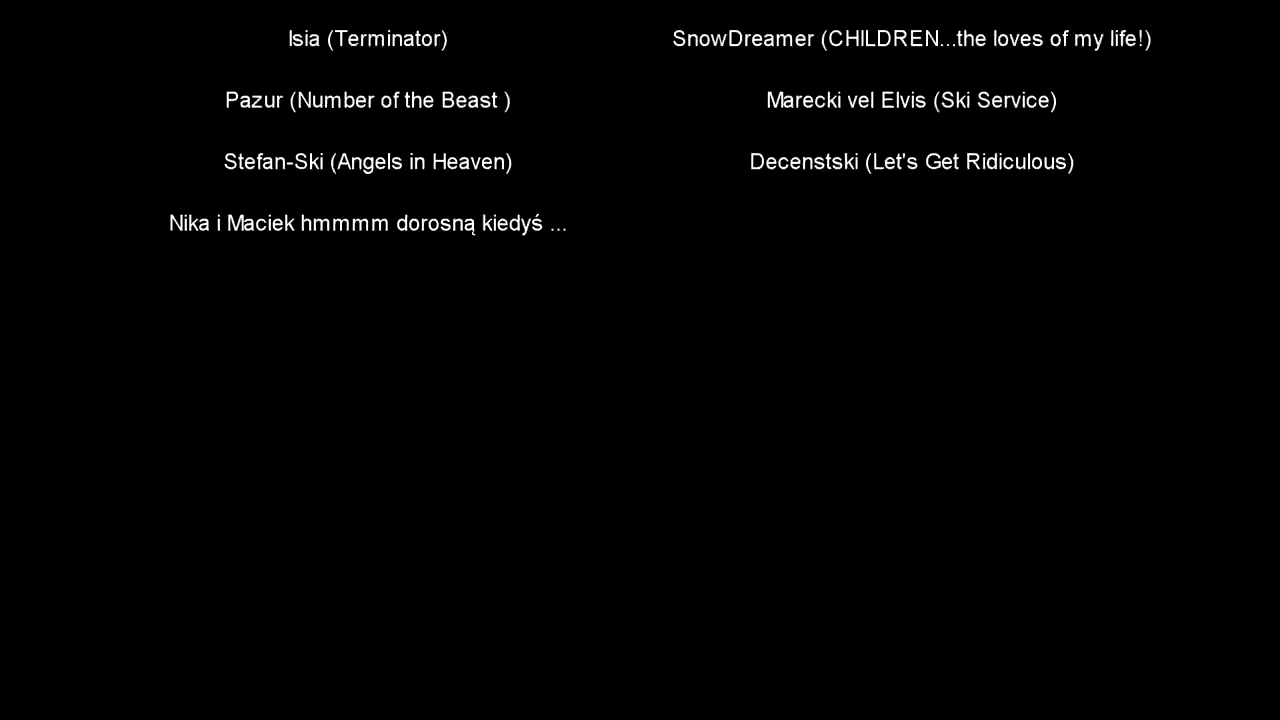 Isia (Terminator)
SnowDreamer (CHILDREN...the loves of my life!)
Pazur (Number of the Beast )
Marecki vel Elvis (Ski Service)
Stefan-Ski (Angels in Heaven)
Decenstski (Let's Get Ridiculous)
Nika i Maciek hmmmm dorosną kiedyś ...